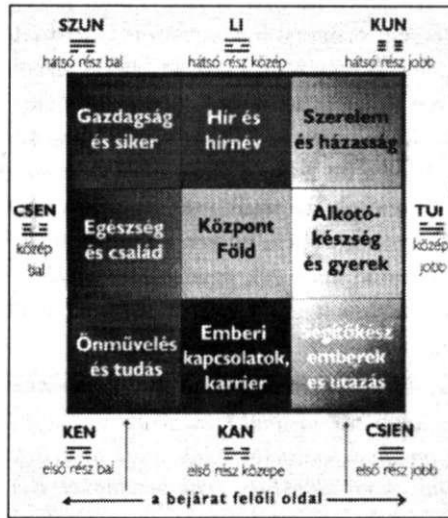 SZUN LI KUN
hátsó rész bal hátsó rész közép hátsó rész jobb
Gazdagság Hír és Szerelem
és siker hírnév és házasság
CSEN
közép
bal
Egészség Központ Alkotó-
és család Föld készség
és gyerek
TUI
közép
jobb
Önművelés Emberi Segítőkész
és tudás kapcsolatok, emberek
karrier és utazás
KEN KAN CSIEN
első rész bal első rész közepe első rész jobb
a bejárat felőli oldal